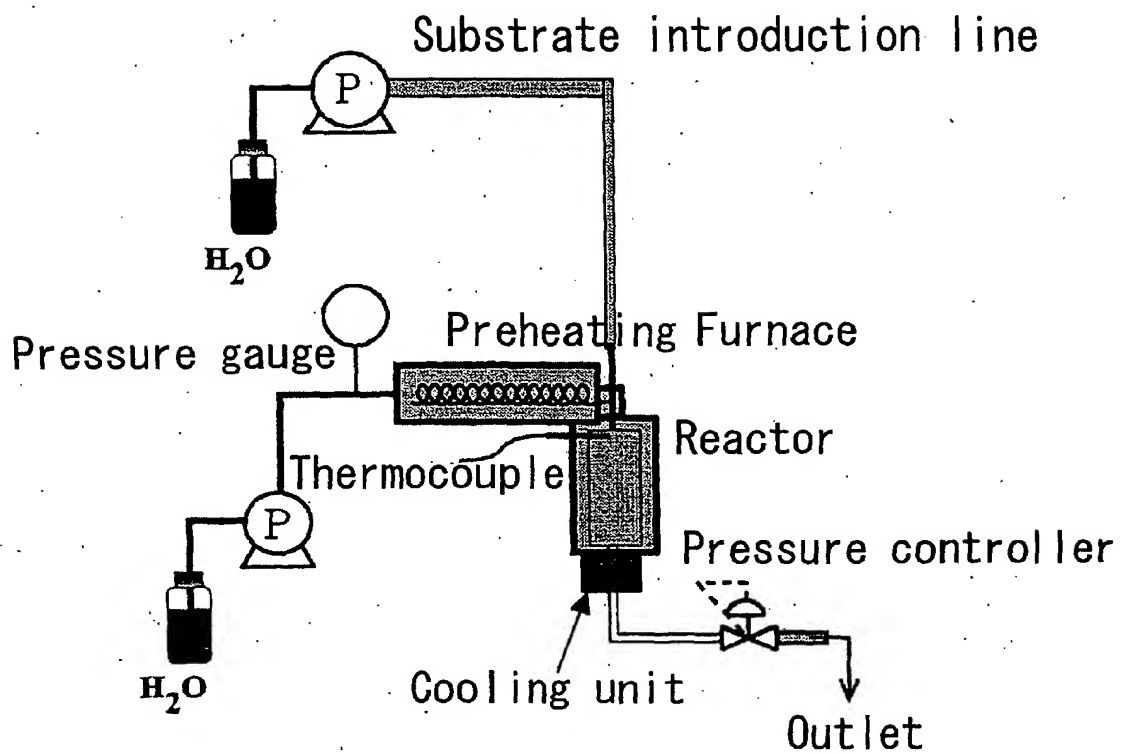 Substrate introduction line
P
H₂O
Preheating Furnace
Pressure gauge
Reactor
Thermocouple
P
Pressure controller
H₂O
Cooling unit
Outlet